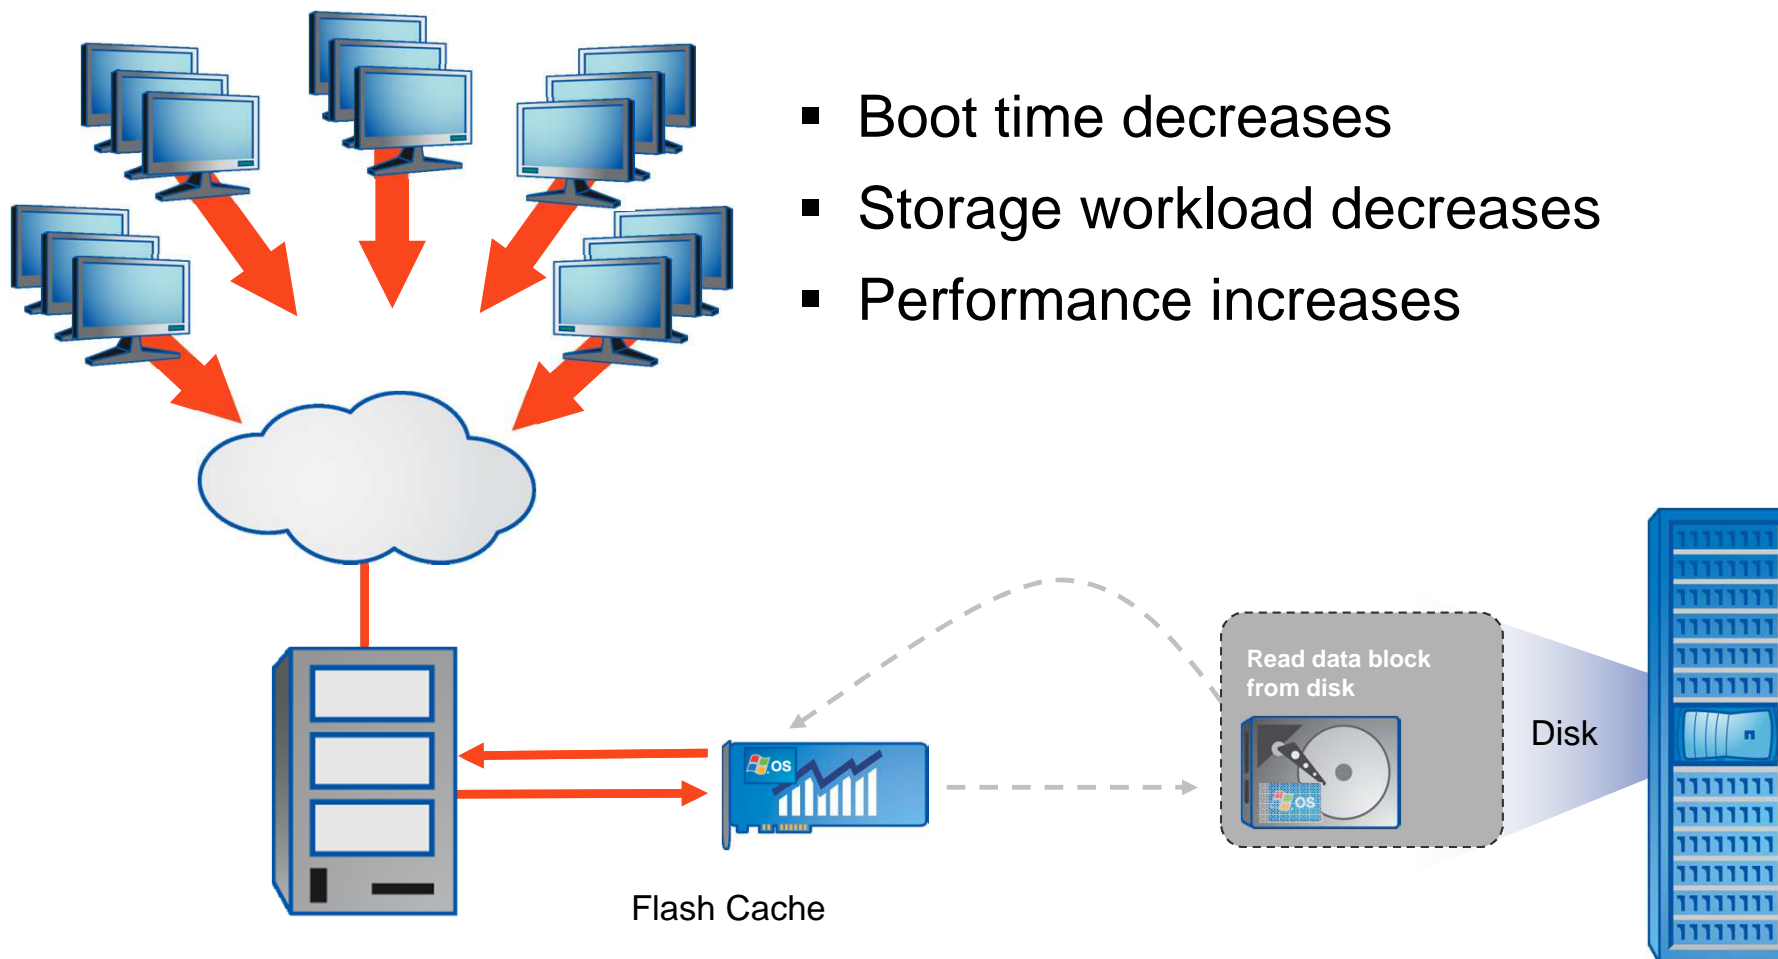 Boot time decreases
Storage workload decreases
Performance increases
Read data block
from disk
Disk
OS
OS
Flash Cache
n